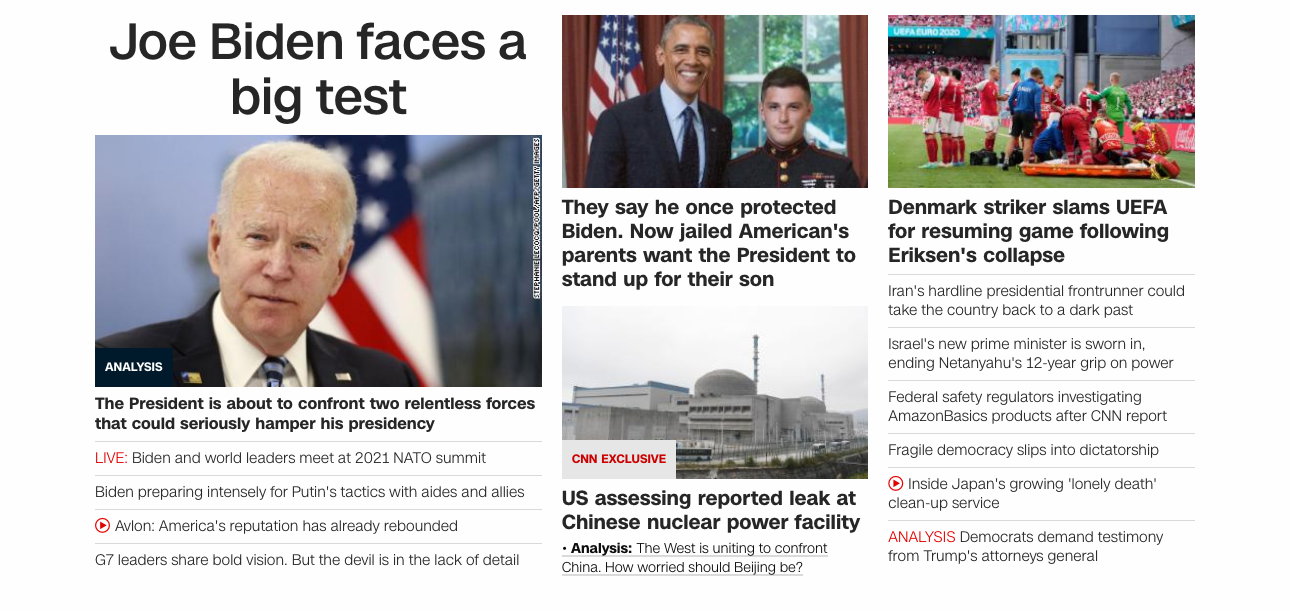 Joe Biden faces a
big test
STEPHANIE LECOCQ/POOL/AFP/GETTY IMAGES
ANALYSIS
The President is about to confront two relentless forces
that could seriously hamper his presidency
LIVE: Biden and world leaders meet at 2021 NATO summit
Biden preparing intensely for Putin's tactics with aides and allies
Avlon: America's reputation has already rebounded
G7 leaders share bold vision. But the devil is in the lack of detail
They say he once protected
Biden. Now jailed American's
parents want the President to
stand up for their son
CNN EXCLUSIVE
US assessing reported leak at
Chinese nuclear power facility
• Analysis: The West is uniting to confront
China. How worried should Beijing be?
UEFA EURO 2020
Coca-Cola
Denmark striker slams UEFA
for resuming game following
Eriksen's collapse
Iran's hardline presidential frontrunner could
take the country back to a dark past
Israel's new prime minister is sworn in,
ending Netanyahu's 12-year grip on power
Federal safety regulators investigating
AmazonBasics products after CNN report
Fragile democracy slips into dictatorship
Inside Japan's growing 'lonely death'
clean-up service
ANALYSIS Democrats demand testimony
from Trump's attorneys general